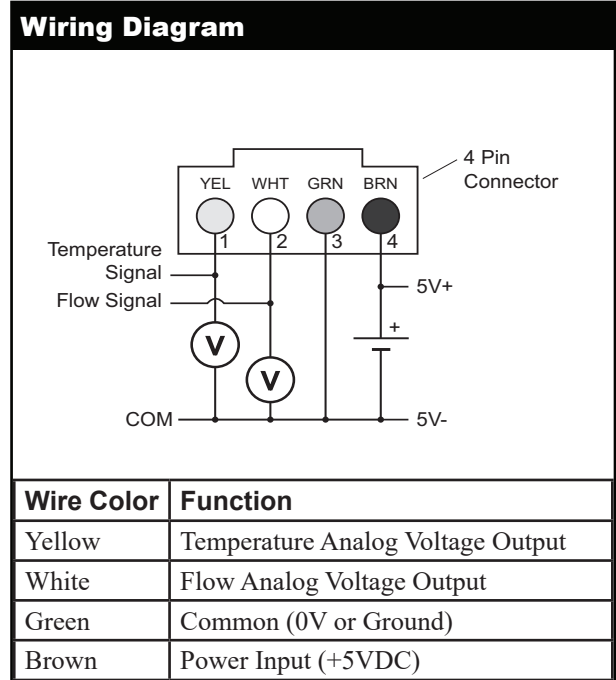 Wiring Diagram
4 Pin
Connector
YEL WHT GRN BRN
1 2 3 4
Temperature
Signal
Flow Signal
5V+
+
V
V
COM
5V-
Wire Color Function
Yellow Temperature Analog Voltage Output
White Flow Analog Voltage Output
Green Common (0V or Ground)
Brown Power Input (+5VDC)